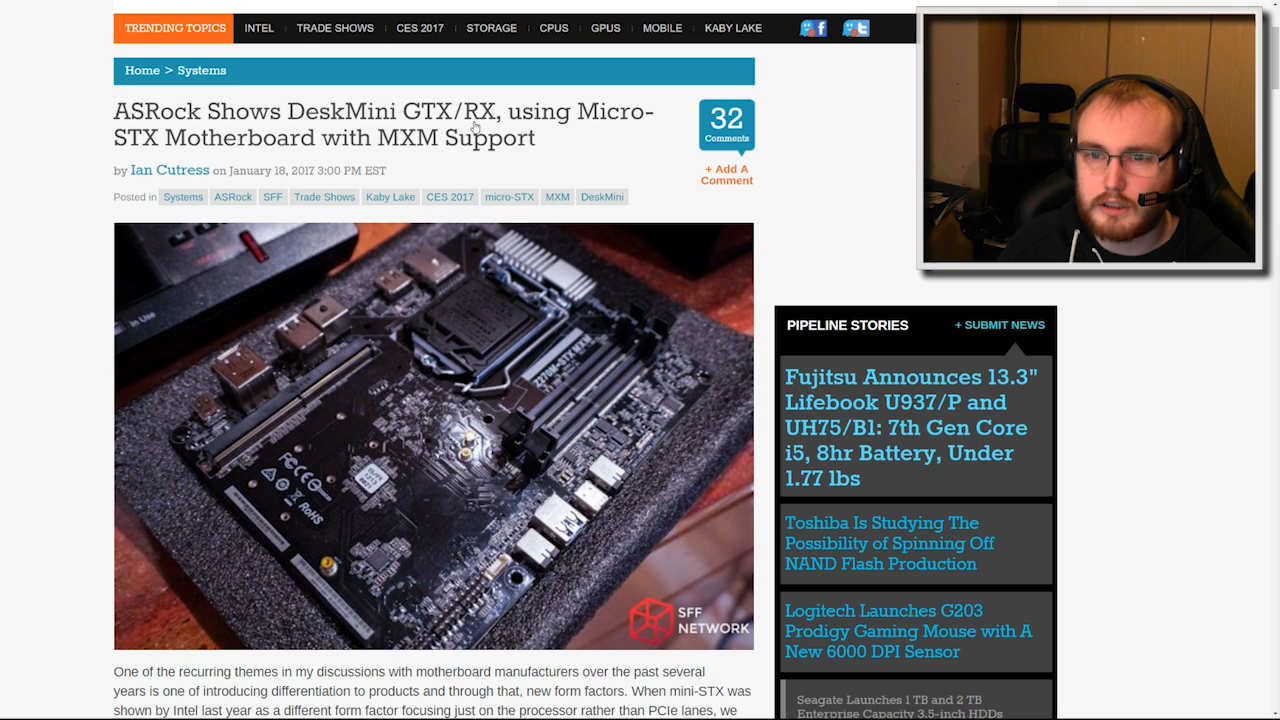 TRENDING TOPICS
INTEL
TRADE SHOWS
CES 2017
STORAGE
CPUS
GPUS
MOBILE
KABY LAKE
Home > Systems
ASRock Shows DeskMini GTX/RX, using Micro-
STX Motherboard with MXM Support
32
Comments
+ Add A
Comment
by Ian Cutress on January 18, 2017 3:00 PM EST
Posted in Systems ASRock SFF Trade Shows Kaby Lake CES 2017 micro-STX MXM DeskMini
In Use
Z270M-STX MXM
FC CE
RoHS
SFF
NETWORK
One of the recurring themes in my discussions with motherboard manufacturers over the past several
years is one of introducing differentiation to products and through that, new form factors. When mini-STX was
shown by Intel last year as a different form factor focusing just on the processor rather than PCIe lanes, we
PIPELINE STORIES
+ SUBMIT NEWS
Fujitsu Announces 13.3"
Lifebook U937/P and
UH75/B1: 7th Gen Core
i5, 8hr Battery, Under
1.77 lbs
Toshiba Is Studying The
Possibility of Spinning Off
NAND Flash Production
Logitech Launches G203
Prodigy Gaming Mouse with A
New 6000 DPI Sensor
Seagate Launches 1 TB and 2 TB
Enterprise Capacity 3.5-inch HDDs